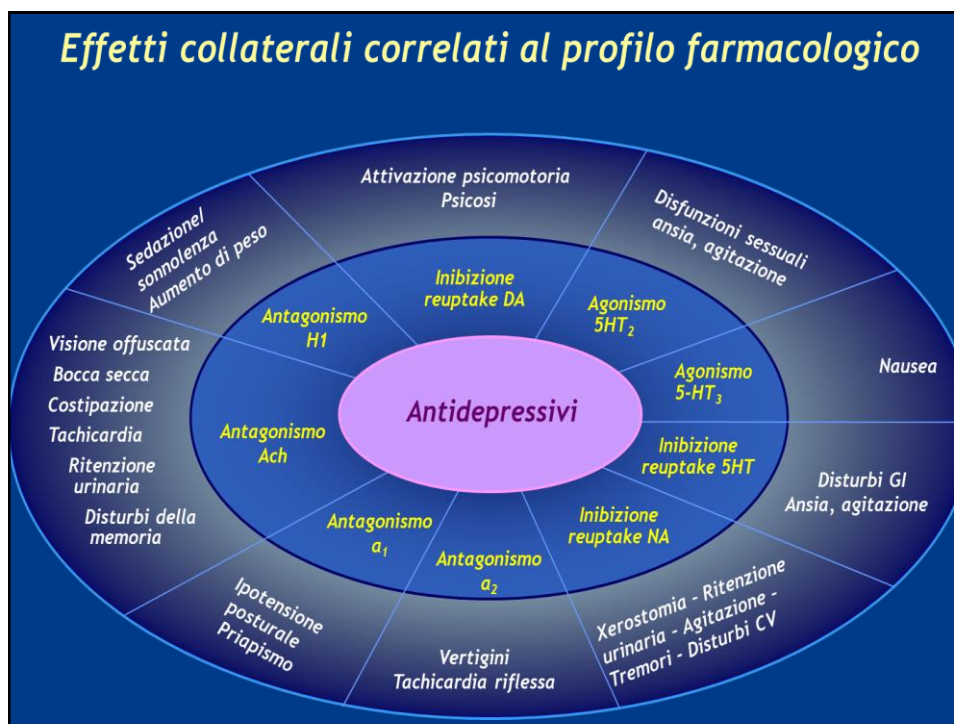 Effetti collaterali correlati al profilo farmacologico
Attivazione psicomotoria
Psicosi
Disfunzioni sessuali
ansia, agitazione
Sedazione/
sonnolenza
Aumento di peso
Inibizione
reuptake DA
Agonismo
5HT2
Antagonismo
H1
Visione offuscata
Bocca secca
Costipazione
Tachicardia
Ritenzione
urinaria
Disturbi della
memoria
Nausea
Agonismo
5-HT3
Antidepressivi
Antagonismo
Ach
Inibizione
reuptake 5HT
Disturbi GI
Ansia, agitazione
Antagonismo
a1
Antagonismo
a2
Inibizione
reuptake NA
Ipotensione
posturale
Priapismo
Vertigini
Tachicardia riflessa
Xerostomia - Ritenzione
urinaria - Agitazione -
Tremori - Disturbi CV